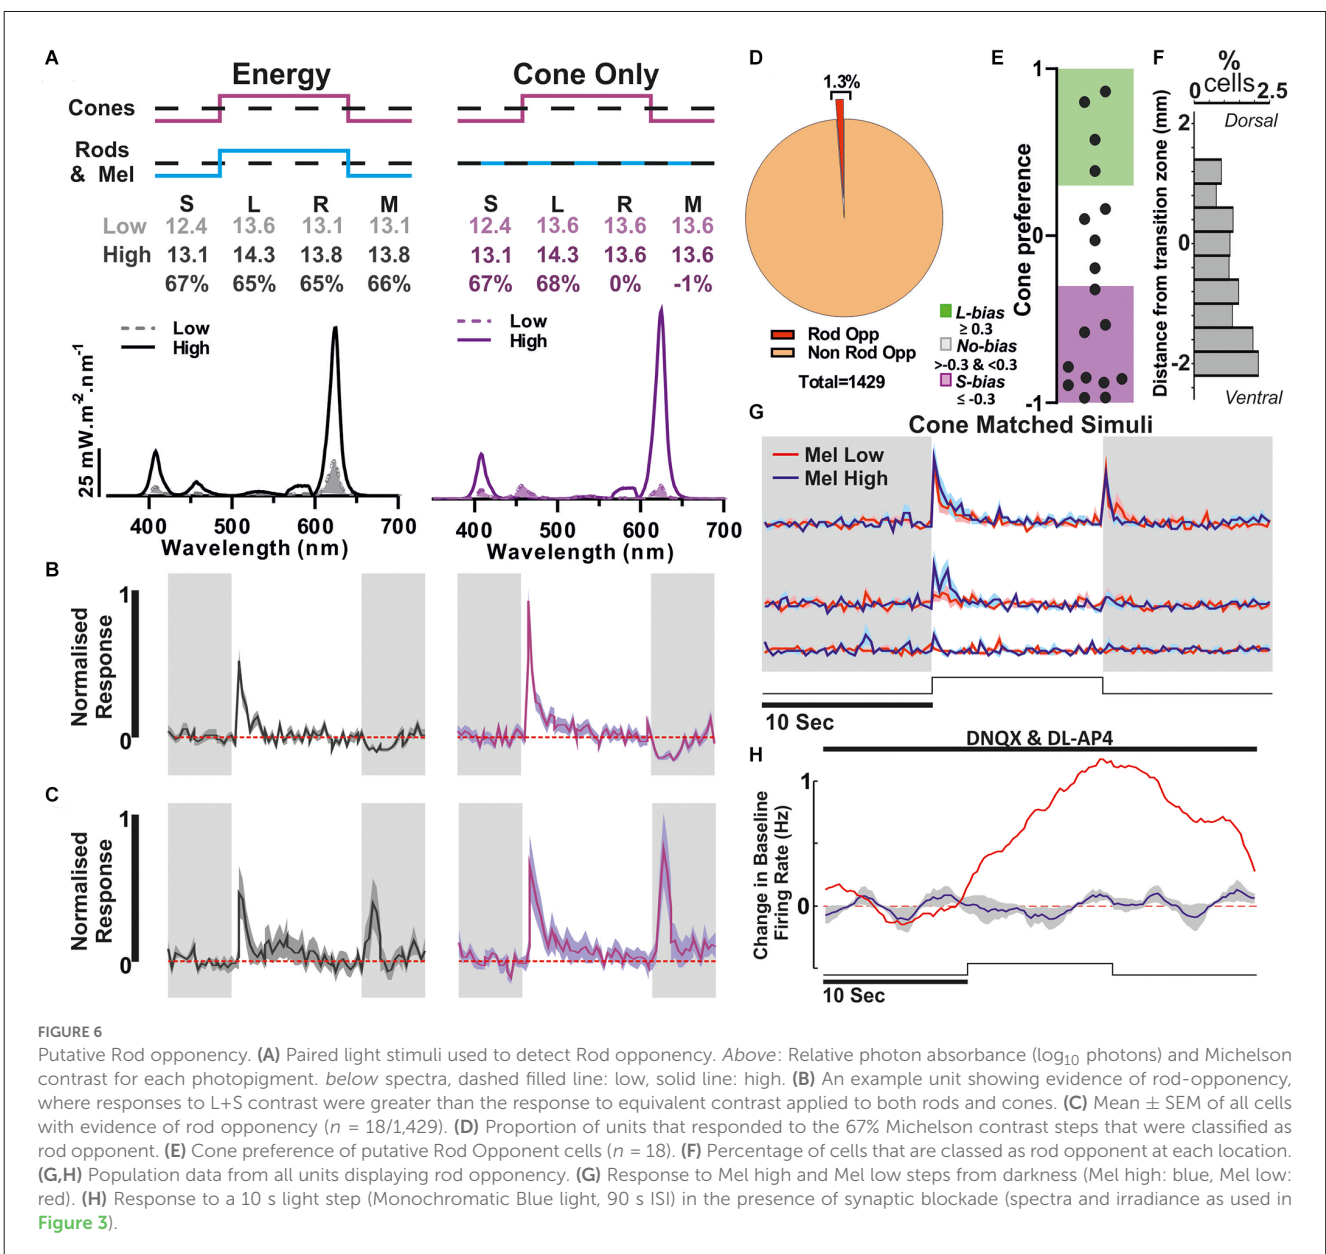 A
Energy
Cone Only
Cones
Rods
& Mel
S L R M
Low 12.4 13.6 13.1 13.1
High 13.1 14.3 13.8 13.8
67% 65% 65% 66%
S L R M
12.4 13.6 13.6 13.6
13.1 14.3 13.6 13.6
67% 68% 0% -1%
Low
High
Low
High
25 mW.m-2.nm-1
400 500 600 700
Wavelength (nm)
400 500 600 700
Wavelength (nm)
B
1
0
Normalised
Response
C
1
0
Normalised
Response
D
1.3%
Rod Opp
Non Rod Opp
Total=1429
E
1
0
-1
Cone preference
L-bias
≥ 0.3
No-bias
>-0.3 & <0.3
S-bias
≤ -0.3
F
%
cells
0 2.5
Dorsal
2
0
-2
Ventral
Distance from transition zone (mm)
G
Cone Matched Simuli
Mel Low
Mel High
10 Sec
H
DNQX & DL-AP4
1
0
Change in Baseline
Firing Rate (Hz)
10 Sec
FIGURE 6
Putative Rod opponency. (A) Paired light stimuli used to detect Rod opponency. Above: Relative photon absorbance (log10 photons) and Michelson
contrast for each photopigment. below spectra, dashed filled line: low, solid line: high. (B) An example unit showing evidence of rod-opponency,
where responses to L+S contrast were greater than the response to equivalent contrast applied to both rods and cones. (C) Mean ± SEM of all cells
with evidence of rod opponency (n = 18/1,429). (D) Proportion of units that responded to the 67% Michelson contrast steps that were classified as
rod opponent. (E) Cone preference of putative Rod Opponent cells (n = 18). (F) Percentage of cells that are classed as rod opponent at each location.
(G,H) Population data from all units displaying rod opponency. (G) Response to Mel high and Mel low steps from darkness (Mel high: blue, Mel low:
red). (H) Response to a 10 s light step (Monochromatic Blue light, 90 s ISI) in the presence of synaptic blockade (spectra and irradiance as used in
Figure 3).